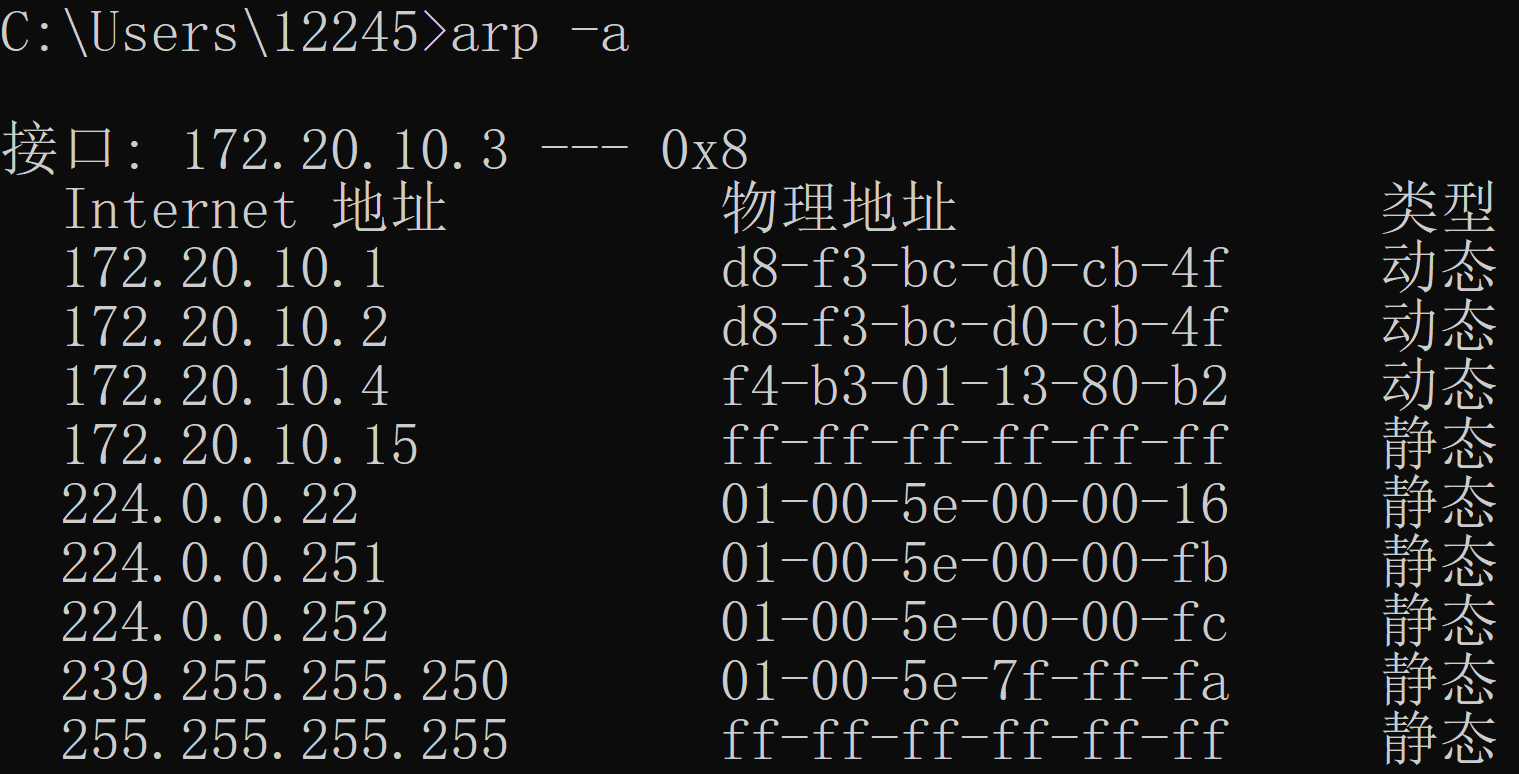 C:\Users\12245>arp -a
接口: 172.20.10.3 --- 0x8
Internet 地址 物理地址 类型
172.20.10.1 d8-f3-bc-d0-cb-4f 动态
172.20.10.2 d8-f3-bc-d0-cb-4f 动态
172.20.10.4 f4-b3-01-13-80-b2 动态
172.20.10.15 ff-ff-ff-ff-ff-ff 静态
224.0.0.22 01-00-5e-00-00-16 静态
224.0.0.251 01-00-5e-00-00-fb 静态
224.0.0.252 01-00-5e-00-00-fc 静态
239.255.255.250 01-00-5e-7f-ff-fa 静态
255.255.255.255 ff-ff-ff-ff-ff-ff 静态